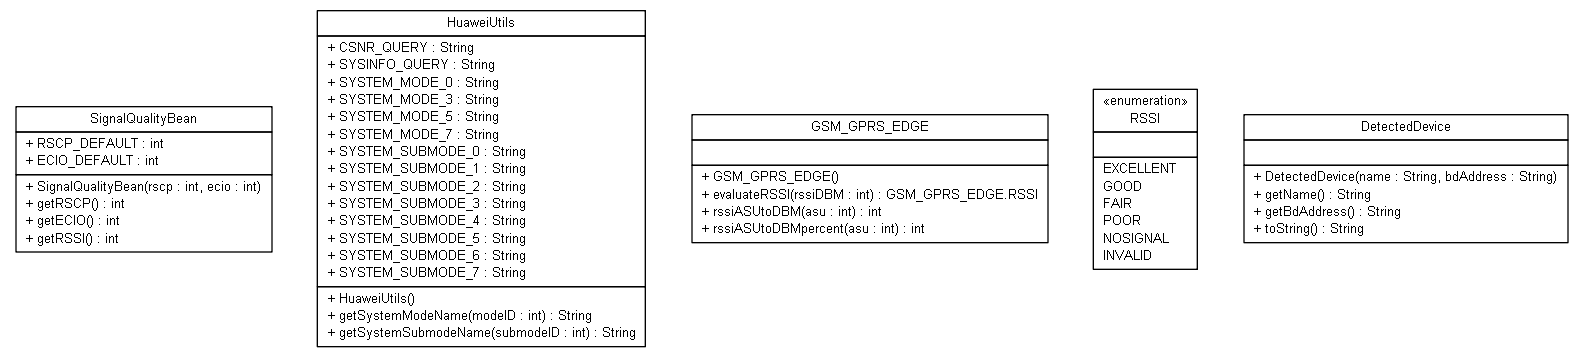 SignalQualityBean
+ RSCP_DEFAULT : int
+ ECIO_DEFAULT : int
+ SignalQualityBean(rscp : int, ecio : int)
+ getRSCP() : int
+ getECIO() : int
+ getRSSI() : int
HuaweiUtils
+ CSNR_QUERY : String
+ SYSINFO_QUERY : String
+ SYSTEM_MODE_0 : String
+ SYSTEM_MODE_3 : String
+ SYSTEM_MODE_5 : String
+ SYSTEM_MODE_7 : String
+ SYSTEM_SUBMODE_0 : String
+ SYSTEM_SUBMODE_1 : String
+ SYSTEM_SUBMODE_2 : String
+ SYSTEM_SUBMODE_3 : String
+ SYSTEM_SUBMODE_4 : String
+ SYSTEM_SUBMODE_5 : String
+ SYSTEM_SUBMODE_6 : String
+ SYSTEM_SUBMODE_7 : String
+ HuaweiUtils()
+ getSystemModeName(modeID : int) : String
+ getSystemSubmodeName(submodeID : int) : String
GSM_GPRS_EDGE
+ GSM_GPRS_EDGE()
+ evaluateRSSI(rssiDBM : int) : GSM_GPRS_EDGE.RSSI
+ rssiASUtoDBM(asu : int) : int
+ rssiASUtoDBMpercent(asu : int) : int
«enumeration»
RSSI
EXCELLENT
GOOD
FAIR
POOR
NOSIGNAL
INVALID
DetectedDevice
+ DetectedDevice(name : String, bdAddress : String)
+ getName() : String
+ getBdAddress() : String
+ toString() : String